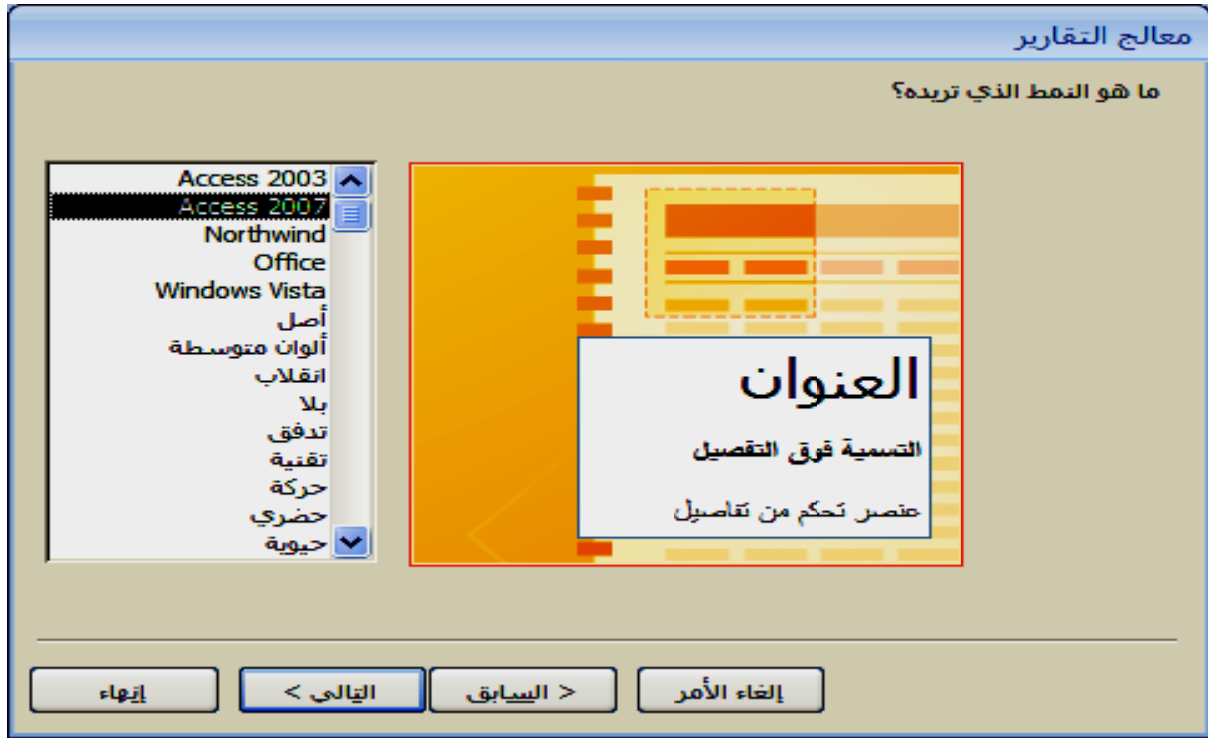 معالج التقارير
ما هو النمط الذي تريده؟
العنوان
التسمية فوق التفصيل
عنصر تحكم من تفاصيل
Access 2003
Access 2007
Northwind
Office
Windows Vista
أصل
ألوان متوسطة
انقلاب
بلا
تدفق
تقنية
حركة
حضري
حيوية
إلغاء الأمر
< السابق
التالي >
إنهاء